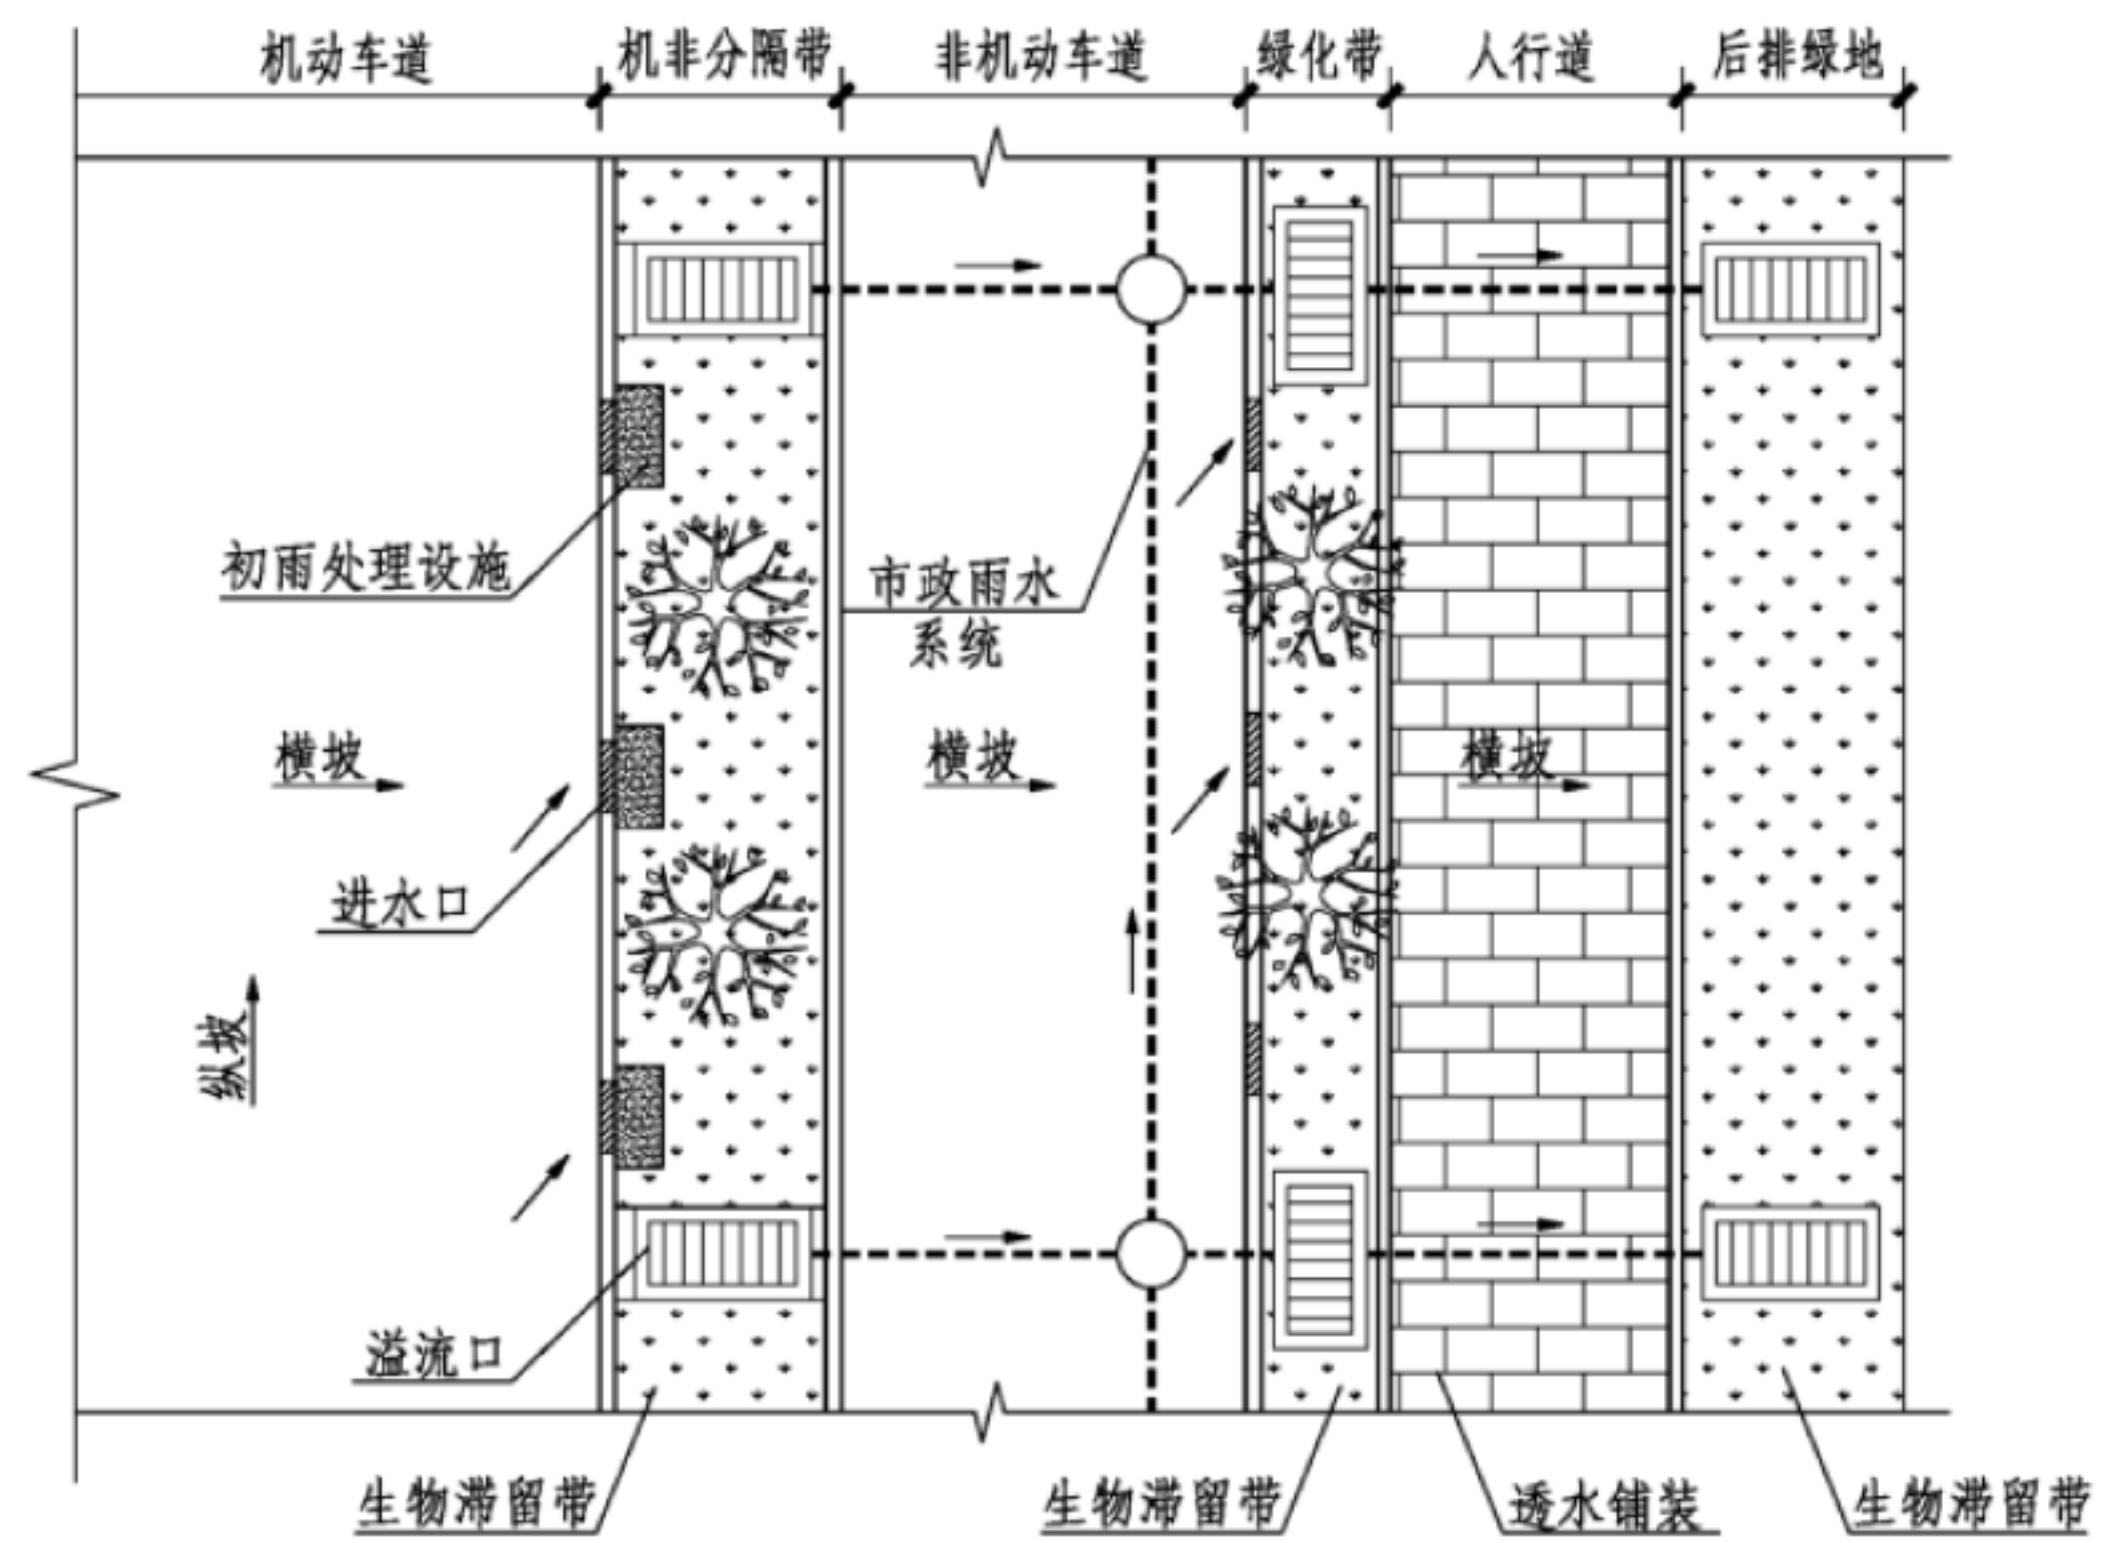 机动车道
机非分隔带
非机动车道
绿化带
人行道
后排绿地
初雨处理设施
市政雨水
系统
横坡
横坡
横坡
进水口
纵坡
溢流口
生物滞留带
生物滞留带
透水铺装
生物滞留带